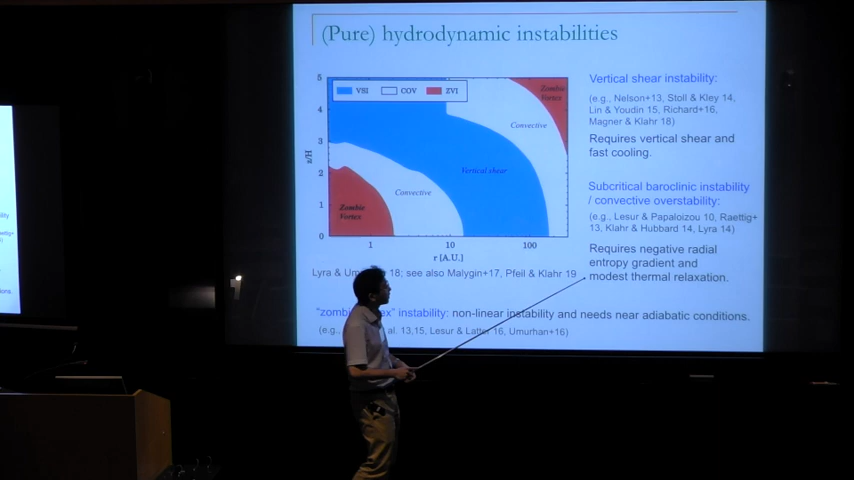 (Pure) hydrodynamic instabilities
5
4
3
2
1
0
z/H
VSI COV ZVI
Zombie
Vortex
Convective
Vertical shear
Convective
Zombie
Vortex
1 10 100
r [A.U.]
Lyra & 18; see also Malygin+17, Pfeil & Klahr 19
Vertical shear instability:
(e.g., Nelson+13, Stoll & Kley 14,
Lin & Youdin 15, Richard+16,
Magner & Klahr 18)
Requires vertical shear and
fast cooling.
Subcritical baroclinic instability
/ convective overstability:
(e.g., Lesur & Papaloizou 10, Raettig+
13, Klahr & Hubbard 14, Lyra 14)
Requires negative radial
entropy gradient and
modest thermal relaxation.
instability: non-linear instability and needs near adiabatic conditions.
(e.g., al. 13,15, Lesur & Latter 16, Umurhan+16)